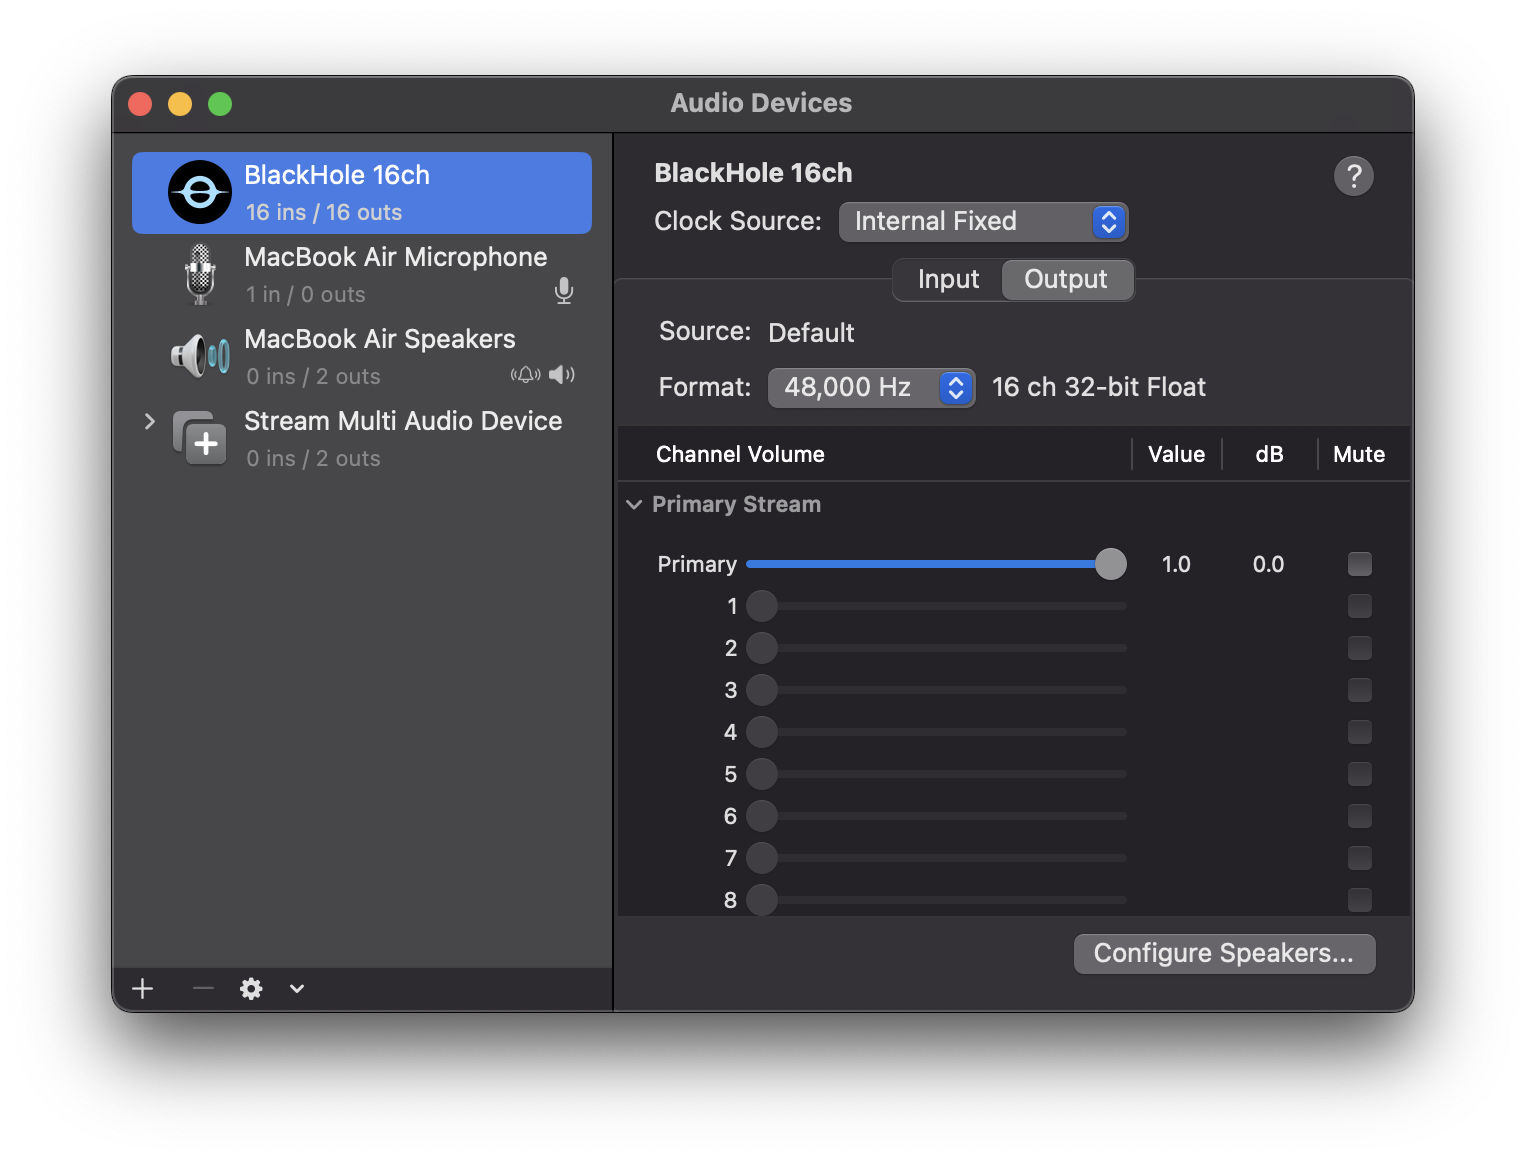 Audio Devices
BlackHole 16ch
16 ins / 16 outs
MacBook Air Microphone
1 in / 0 outs
MacBook Air Speakers
0 ins / 2 outs
Stream Multi Audio Device
0 ins / 2 outs
BlackHole 16ch
?
Clock Source: Internal Fixed
Input Output
Source: Default
Format: 48,000 Hz 16 ch 32-bit Float
Channel Volume Value dB Mute
Primary Stream
Primary 1.0 0.0
1
2
3
4
5
6
7
8
Configure Speakers...